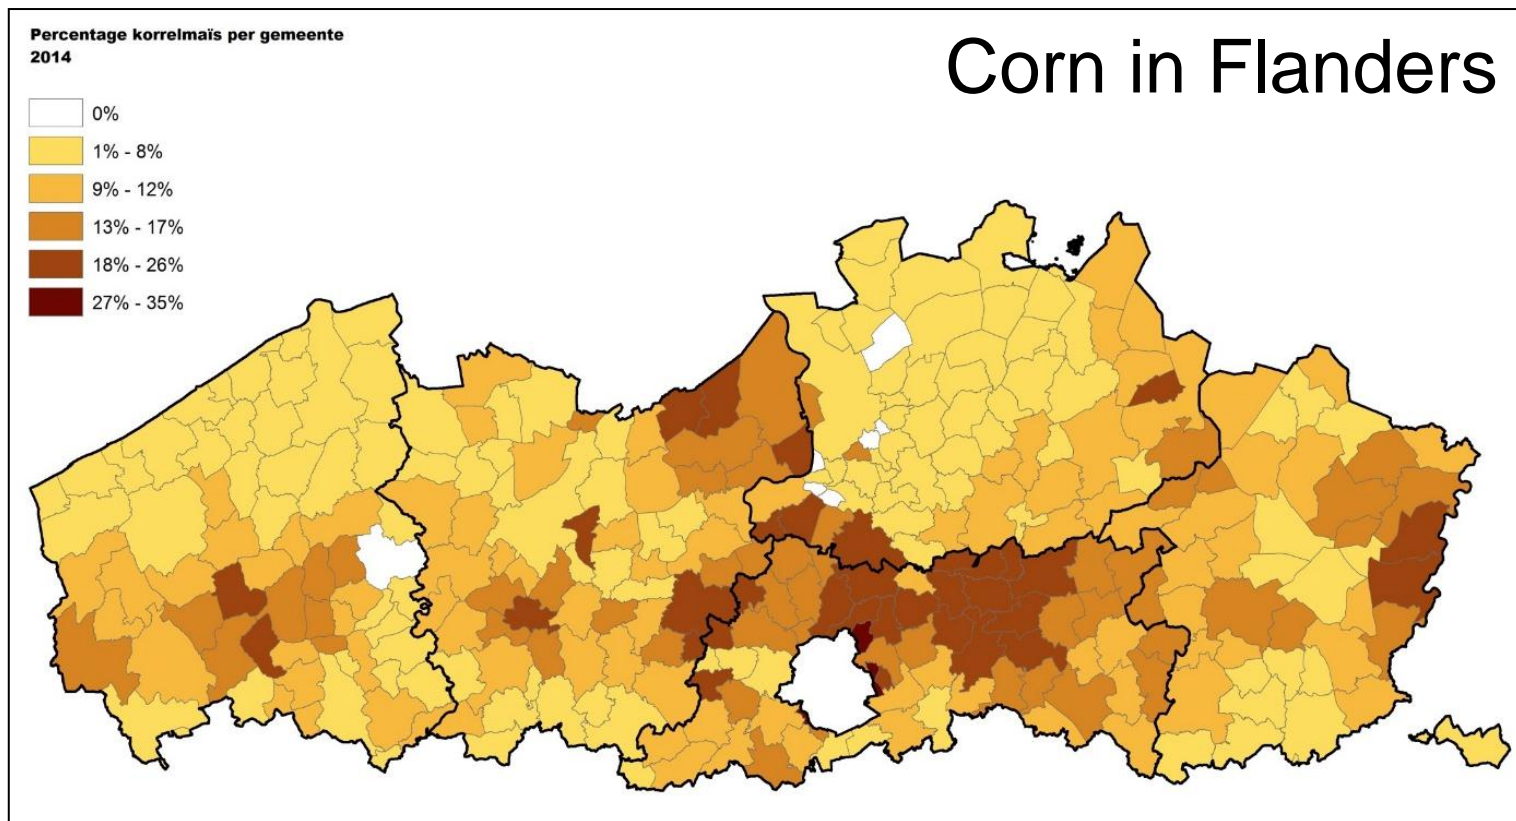 Percentage korrelmaïs per gemeente
2014
Corn in Flanders
0%
1% - 8%
9% - 12%
13% - 17%
18% - 26%
27% - 35%